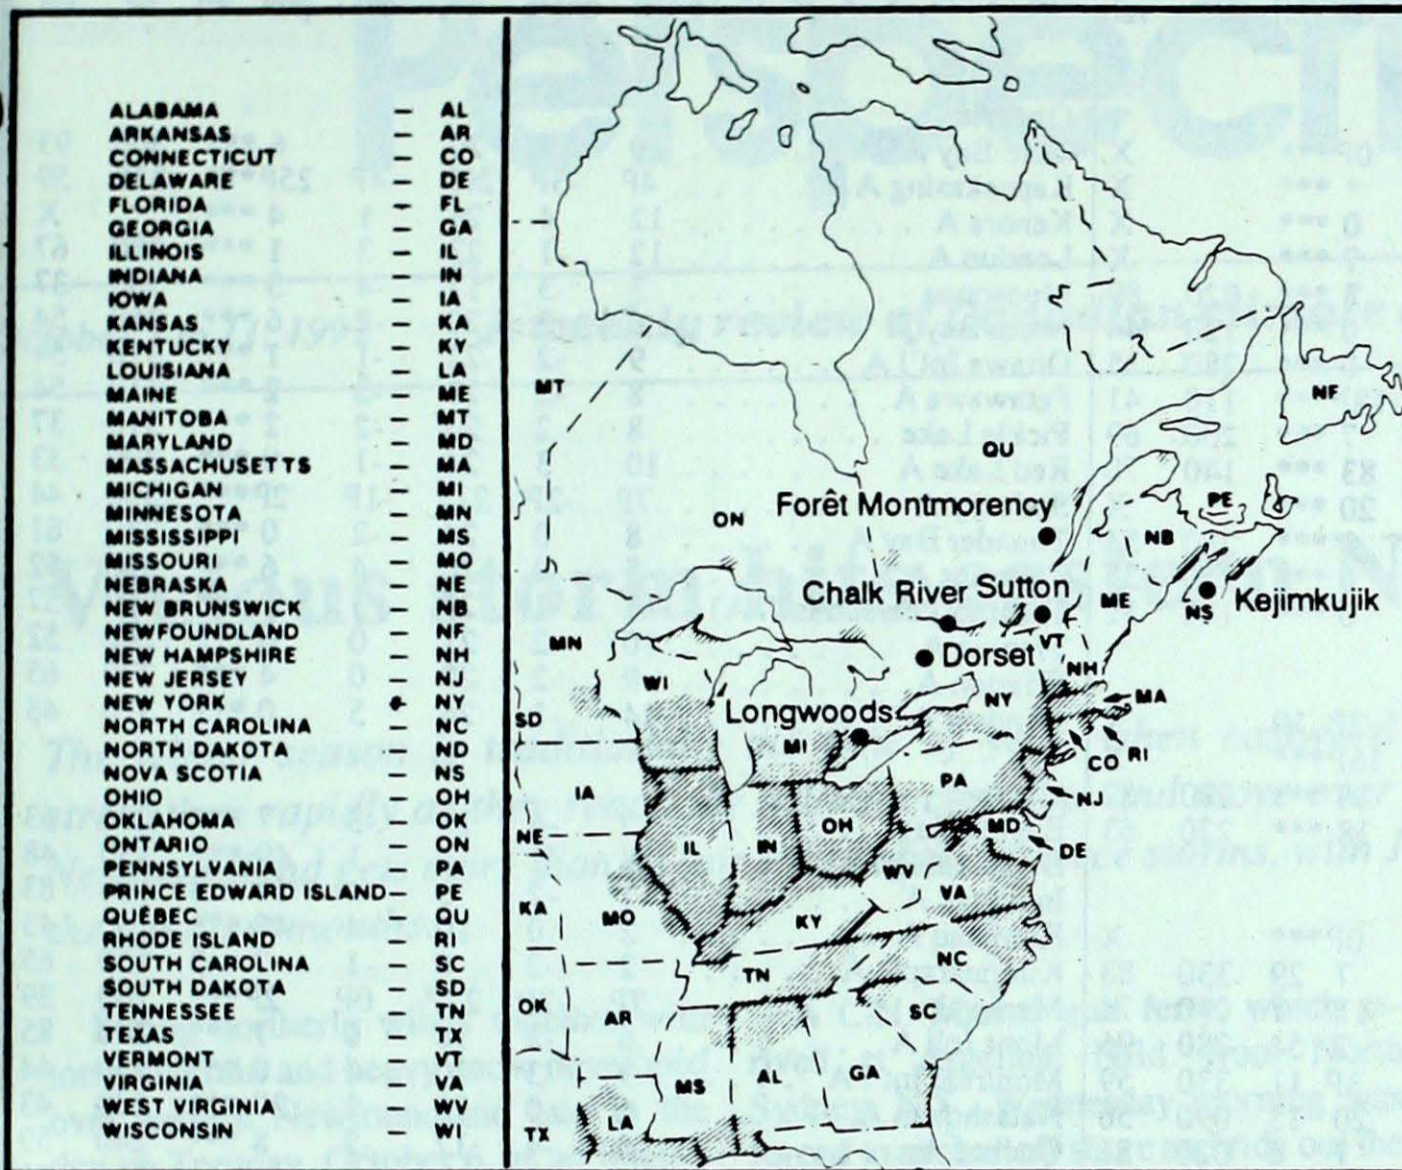 ALABAMA — AL
ARKANSAS — AR
CONNECTICUT — CO
DELAWARE — DE
FLORIDA — FL
GEORGIA — GA
ILLINOIS — IL
INDIANA — IN
IOWA — IA
KANSAS — KA
KENTUCKY — KY
LOUISIANA — LA
MAINE — ME
MANITOBA — MT
MARYLAND — MD
MASSACHUSETTS — MA
MICHIGAN — MI
MINNESOTA — MN
MISSISSIPPI — MS
MISSOURI — MO
NEBRASKA — NE
NEW BRUNSWICK — NB
NEWFOUNDLAND — NF
NEW HAMPSHIRE — NH
NEW JERSEY — NJ
NEW YORK — NY
NORTH CAROLINA — NC
NORTH DAKOTA — ND
NOVA SCOTIA — NS
OHIO — OH
OKLAHOMA — OK
ONTARIO — ON
PENNSYLVANIA — PA
PRINCE EDWARD ISLAND — PE
QUÉBEC — QU
RHODE ISLAND — RI
SOUTH CAROLINA — SC
SOUTH DAKOTA — SD
TENNESSEE — TN
TEXAS — TX
VERMONT — VT
VIRGINIA — VA
WEST VIRGINIA — WV
WISCONSIN — WI
MT
NF
QU
Forêt Montmorency
PE
ON
NB
Chalk River
Sutton
ME
NS
Kejimkujik
MN
VT
Dorset
NH
WI
NY
MA
SD
Longwoods
MI
CO
RI
PA
IA
NJ
NE
IL
IN
OH
MD
DE
WV
VA
KA
MO
KY
NC
TN
OK
AR
SC
MS
AL
GA
LA
TX